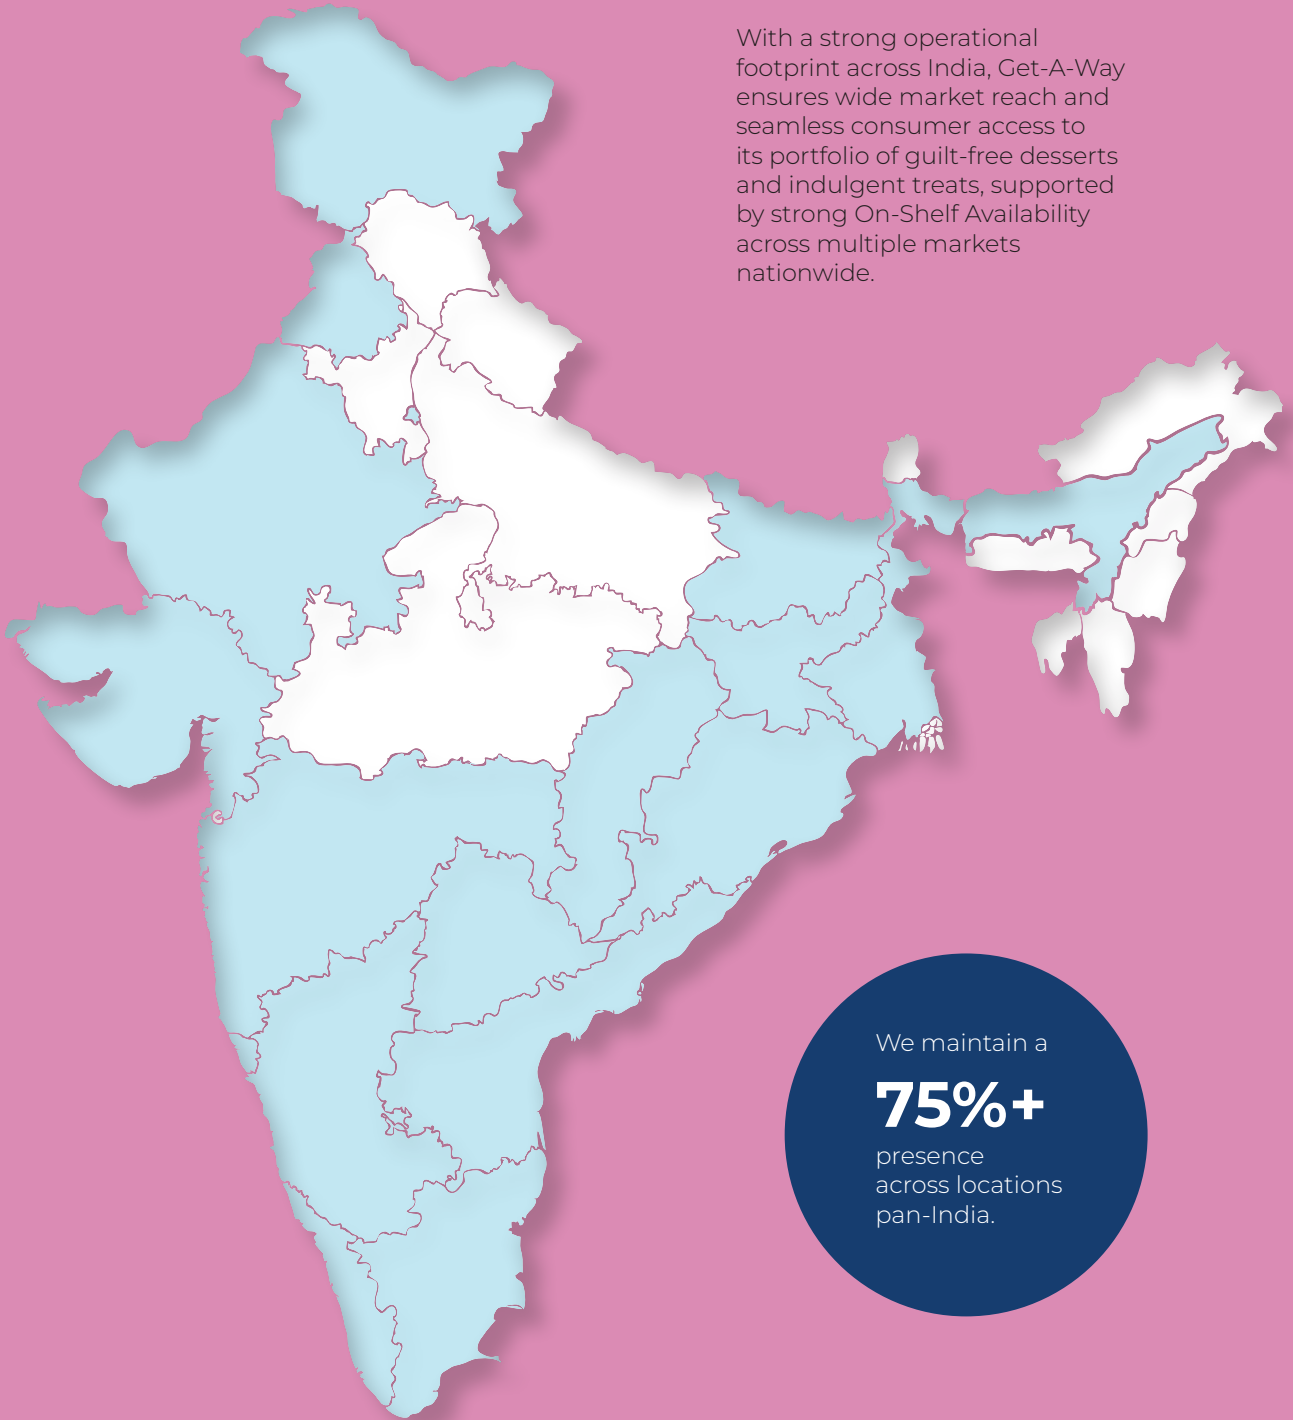 With a strong operational
footprint across India, Get-A-Way
ensures wide market reach and
seamless consumer access to
its portfolio of guilt-free desserts
and indulgent treats, supported
by strong On-Shelf Availability
across multiple markets
nationwide.
We maintain a
75%+
presence
across locations
pan-India.